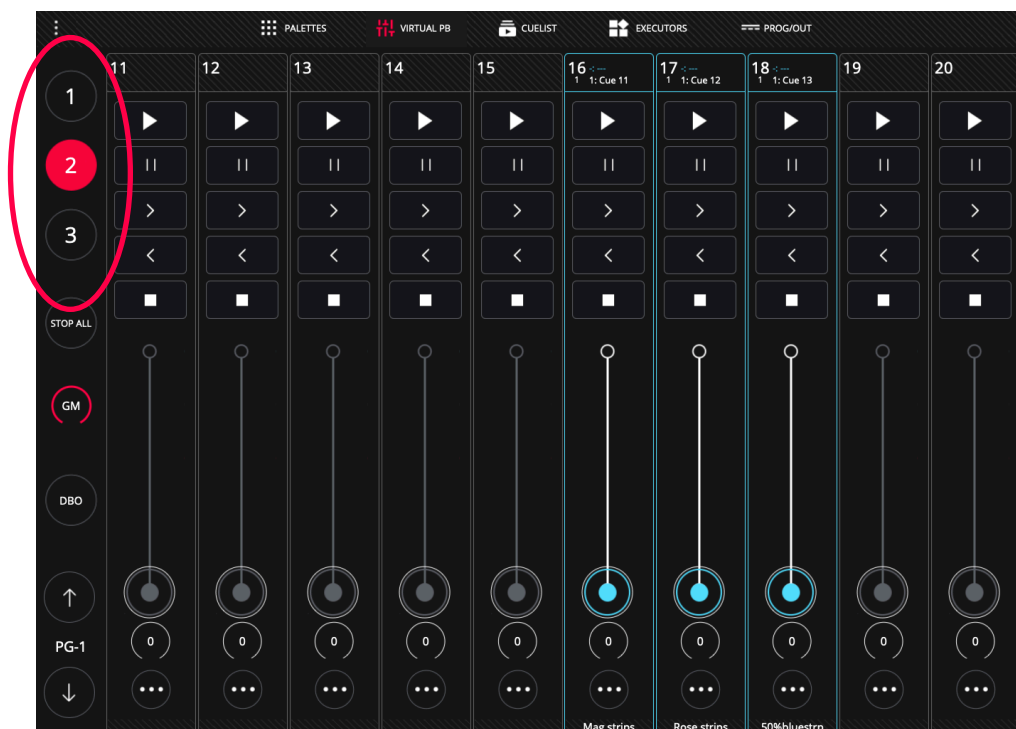 PALETTES VIRTUAL PB CUELIST EXECUTORS PROG/OUT
11 12 13 14 15 16 -: --- 17 -: --- 18 -: --- 19 20
1 1: Cue 11 1 1: Cue 12 1 1: Cue 13
1
2
3
STOP ALL
GM
DBO
PG-1
0 0 0 0 0 0 0 0 0 0
Mag strips Rose strips 50%bluestrp